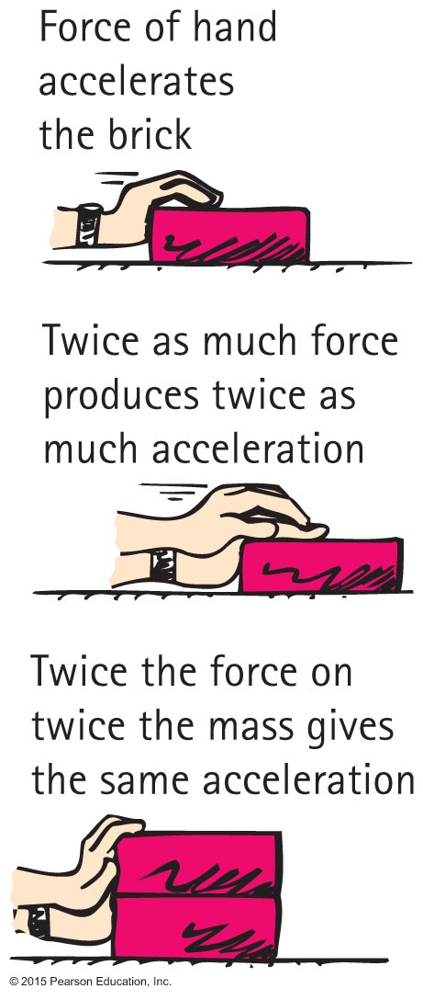 Force of hand
accelerates
the brick
Twice as much force
produces twice as
much acceleration
Twice the force on
twice the mass gives
the same acceleration
© 2015 Pearson Education, Inc.